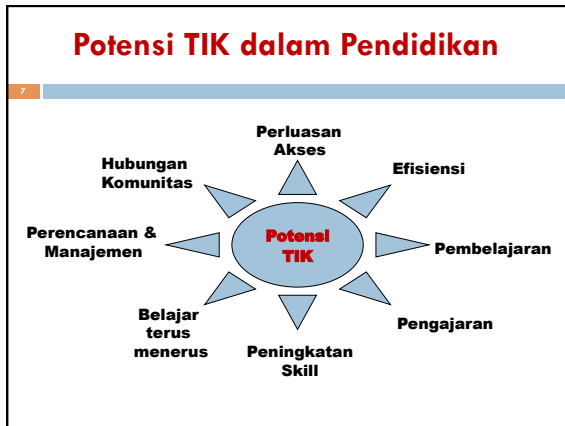 Potensi TIK dalam Pendidikan
7
Perluasan
Akses
Hubungan
Komunitas
Efisiensi
Perencanaan &
Manajemen
Potensi
TIK
Pembelajaran
Belajar
terus
menerus
Pengajaran
Peningkatan
Skill